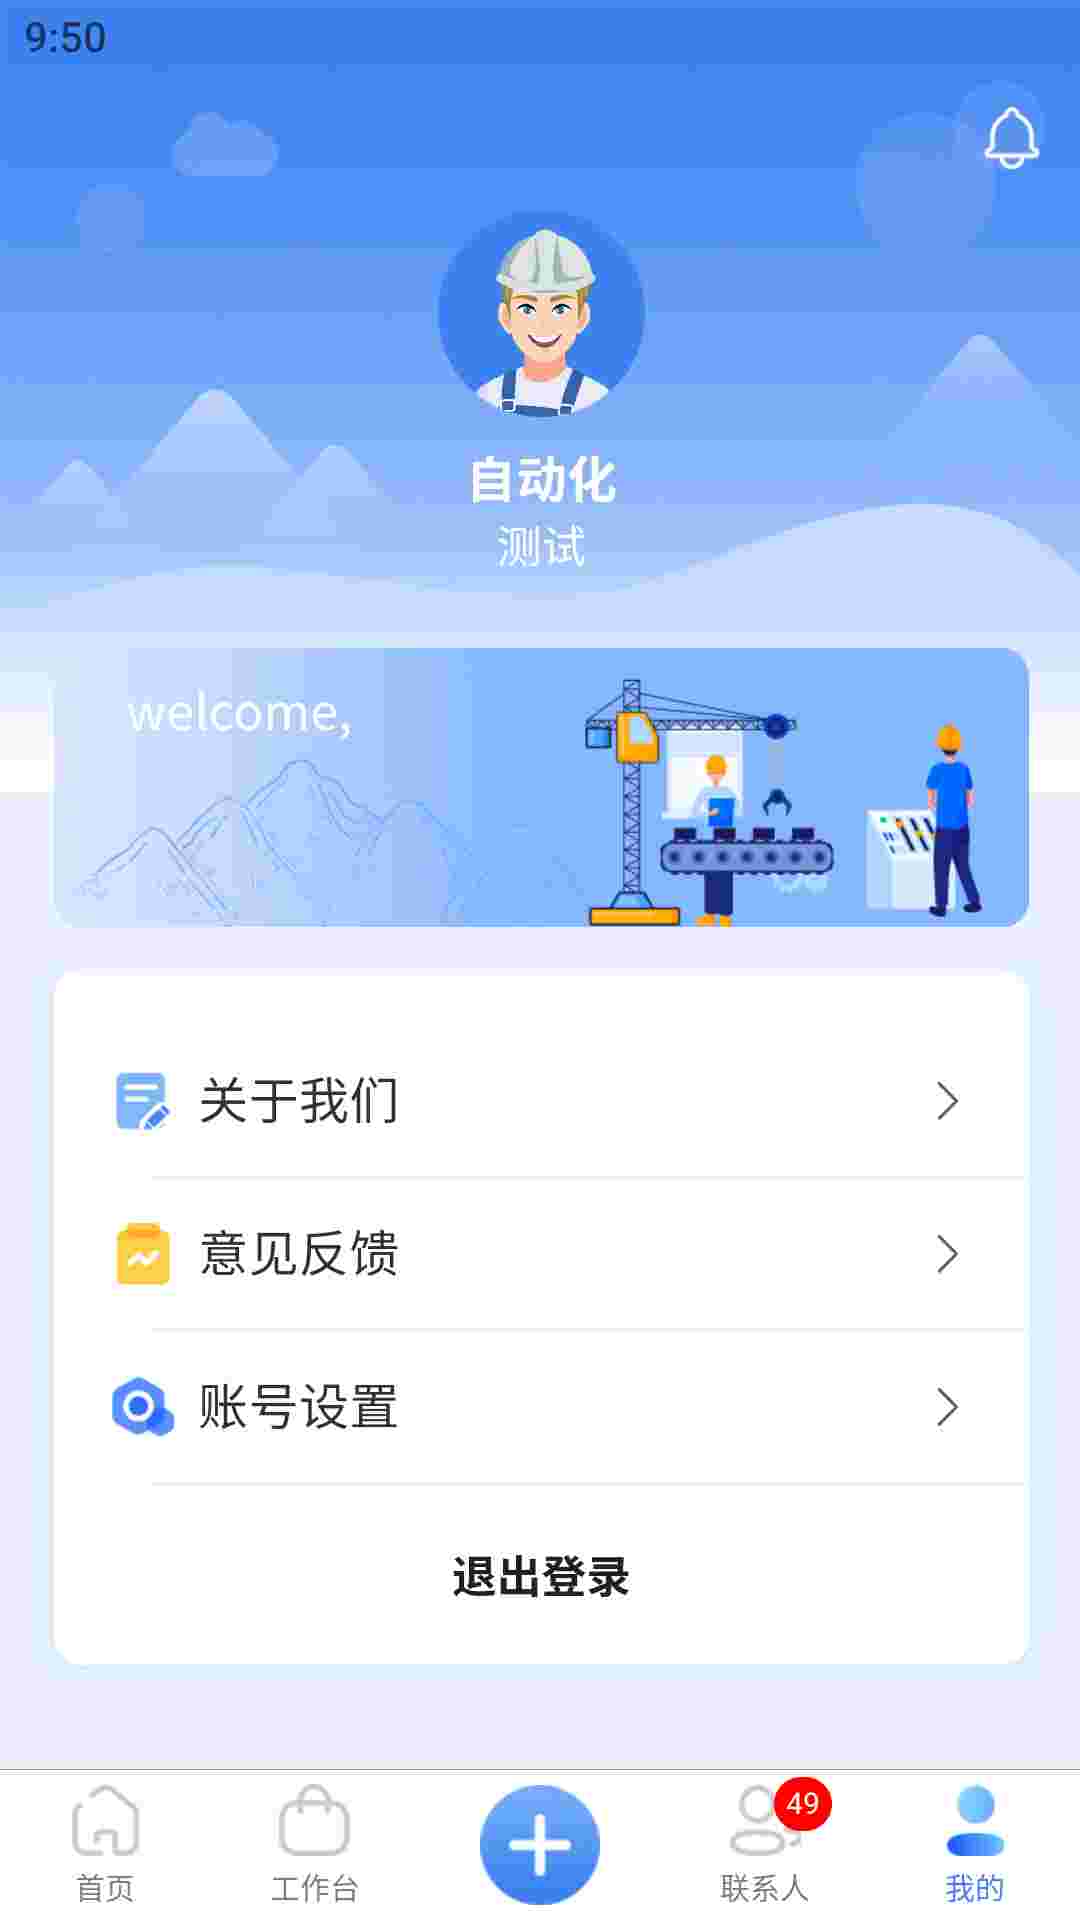 9:50
自动化
测试
welcome,
关于我们
意见反馈
账号设置
退出登录
49
首页
工作台
联系人
我的